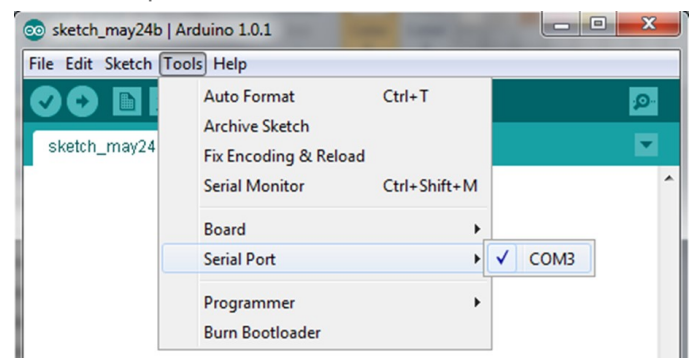 sketch_may24b | Arduino 1.0.1
File Edit Sketch Tools Help
Auto Format Ctrl+T
Archive Sketch
sketch_may24
Fix Encoding & Reload
Serial Monitor Ctrl+Shift+M
Board
Serial Port
COM3
Programmer
Burn Bootloader